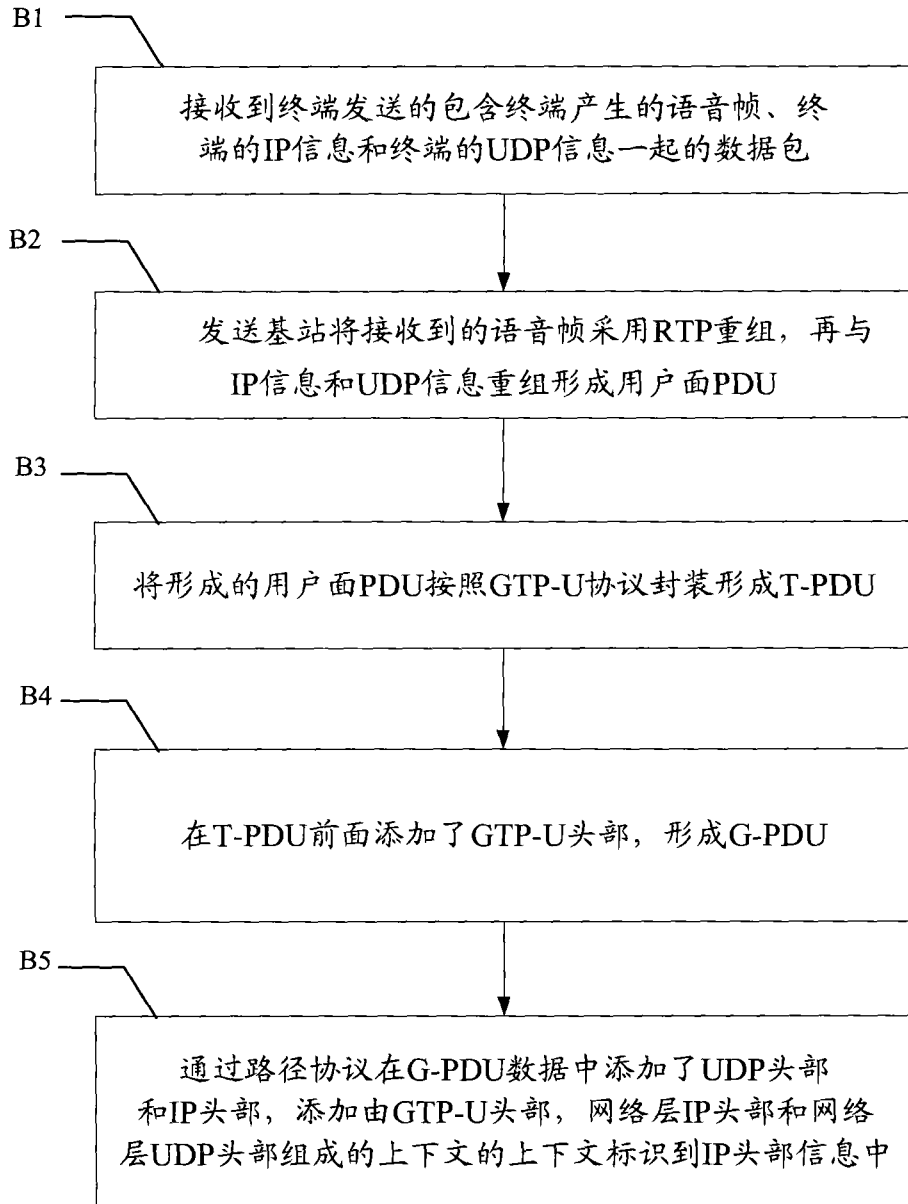 B1
接收到终端发送的包含终端产生的语音帧、终
端的IP信息和终端的UDP信息一起的数据包
B2
发送基站将接收到的语音帧采用RTP重组，再与
IP信息和UDP信息重组形成用户面PDU
B3
将形成的用户面PDU按照GTP-U协议封装形成T-PDU
B4
在T-PDU前面添加了GTP-U头部，形成G-PDU
B5
通过路径协议在G-PDU数据中添加了UDP头部
和IP头部，添加由GTP-U头部，网络层IP头部和网络
层UDP头部组成的上下文的上下文标识到IP头部信息中